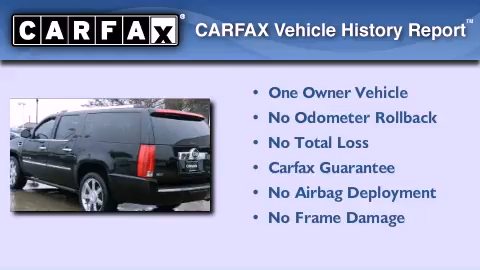 CARFAX® CARFAX Vehicle History Report™
• One Owner Vehicle
• No Odometer Rollback
• No Total Loss
• Carfax Guarantee
• No Airbag Deployment
• No Frame Damage